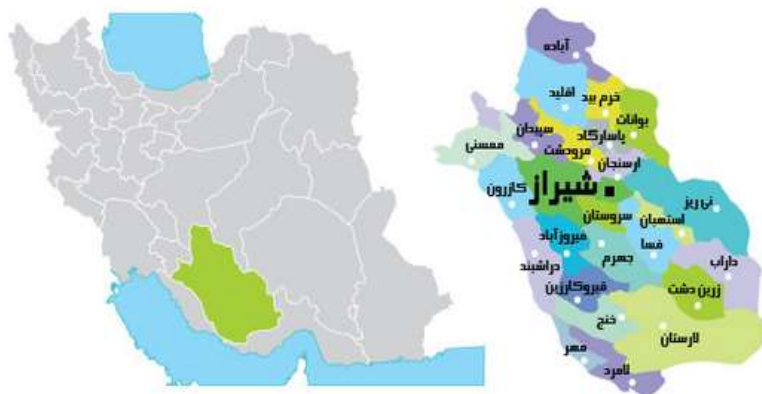 آباده
اقلید
خرم بید
بوانات
سپیدان
پاسارگاد
ممسنی
مرودشت
ارسنجان
کازرون
شیراز
نی ریز
سروستان
استهبان
فیروزآباد
جهرم
فسا
داراب
دراشبند
قیروکارزین
زرین دشت
خنج
لارستان
مهر
لامرد